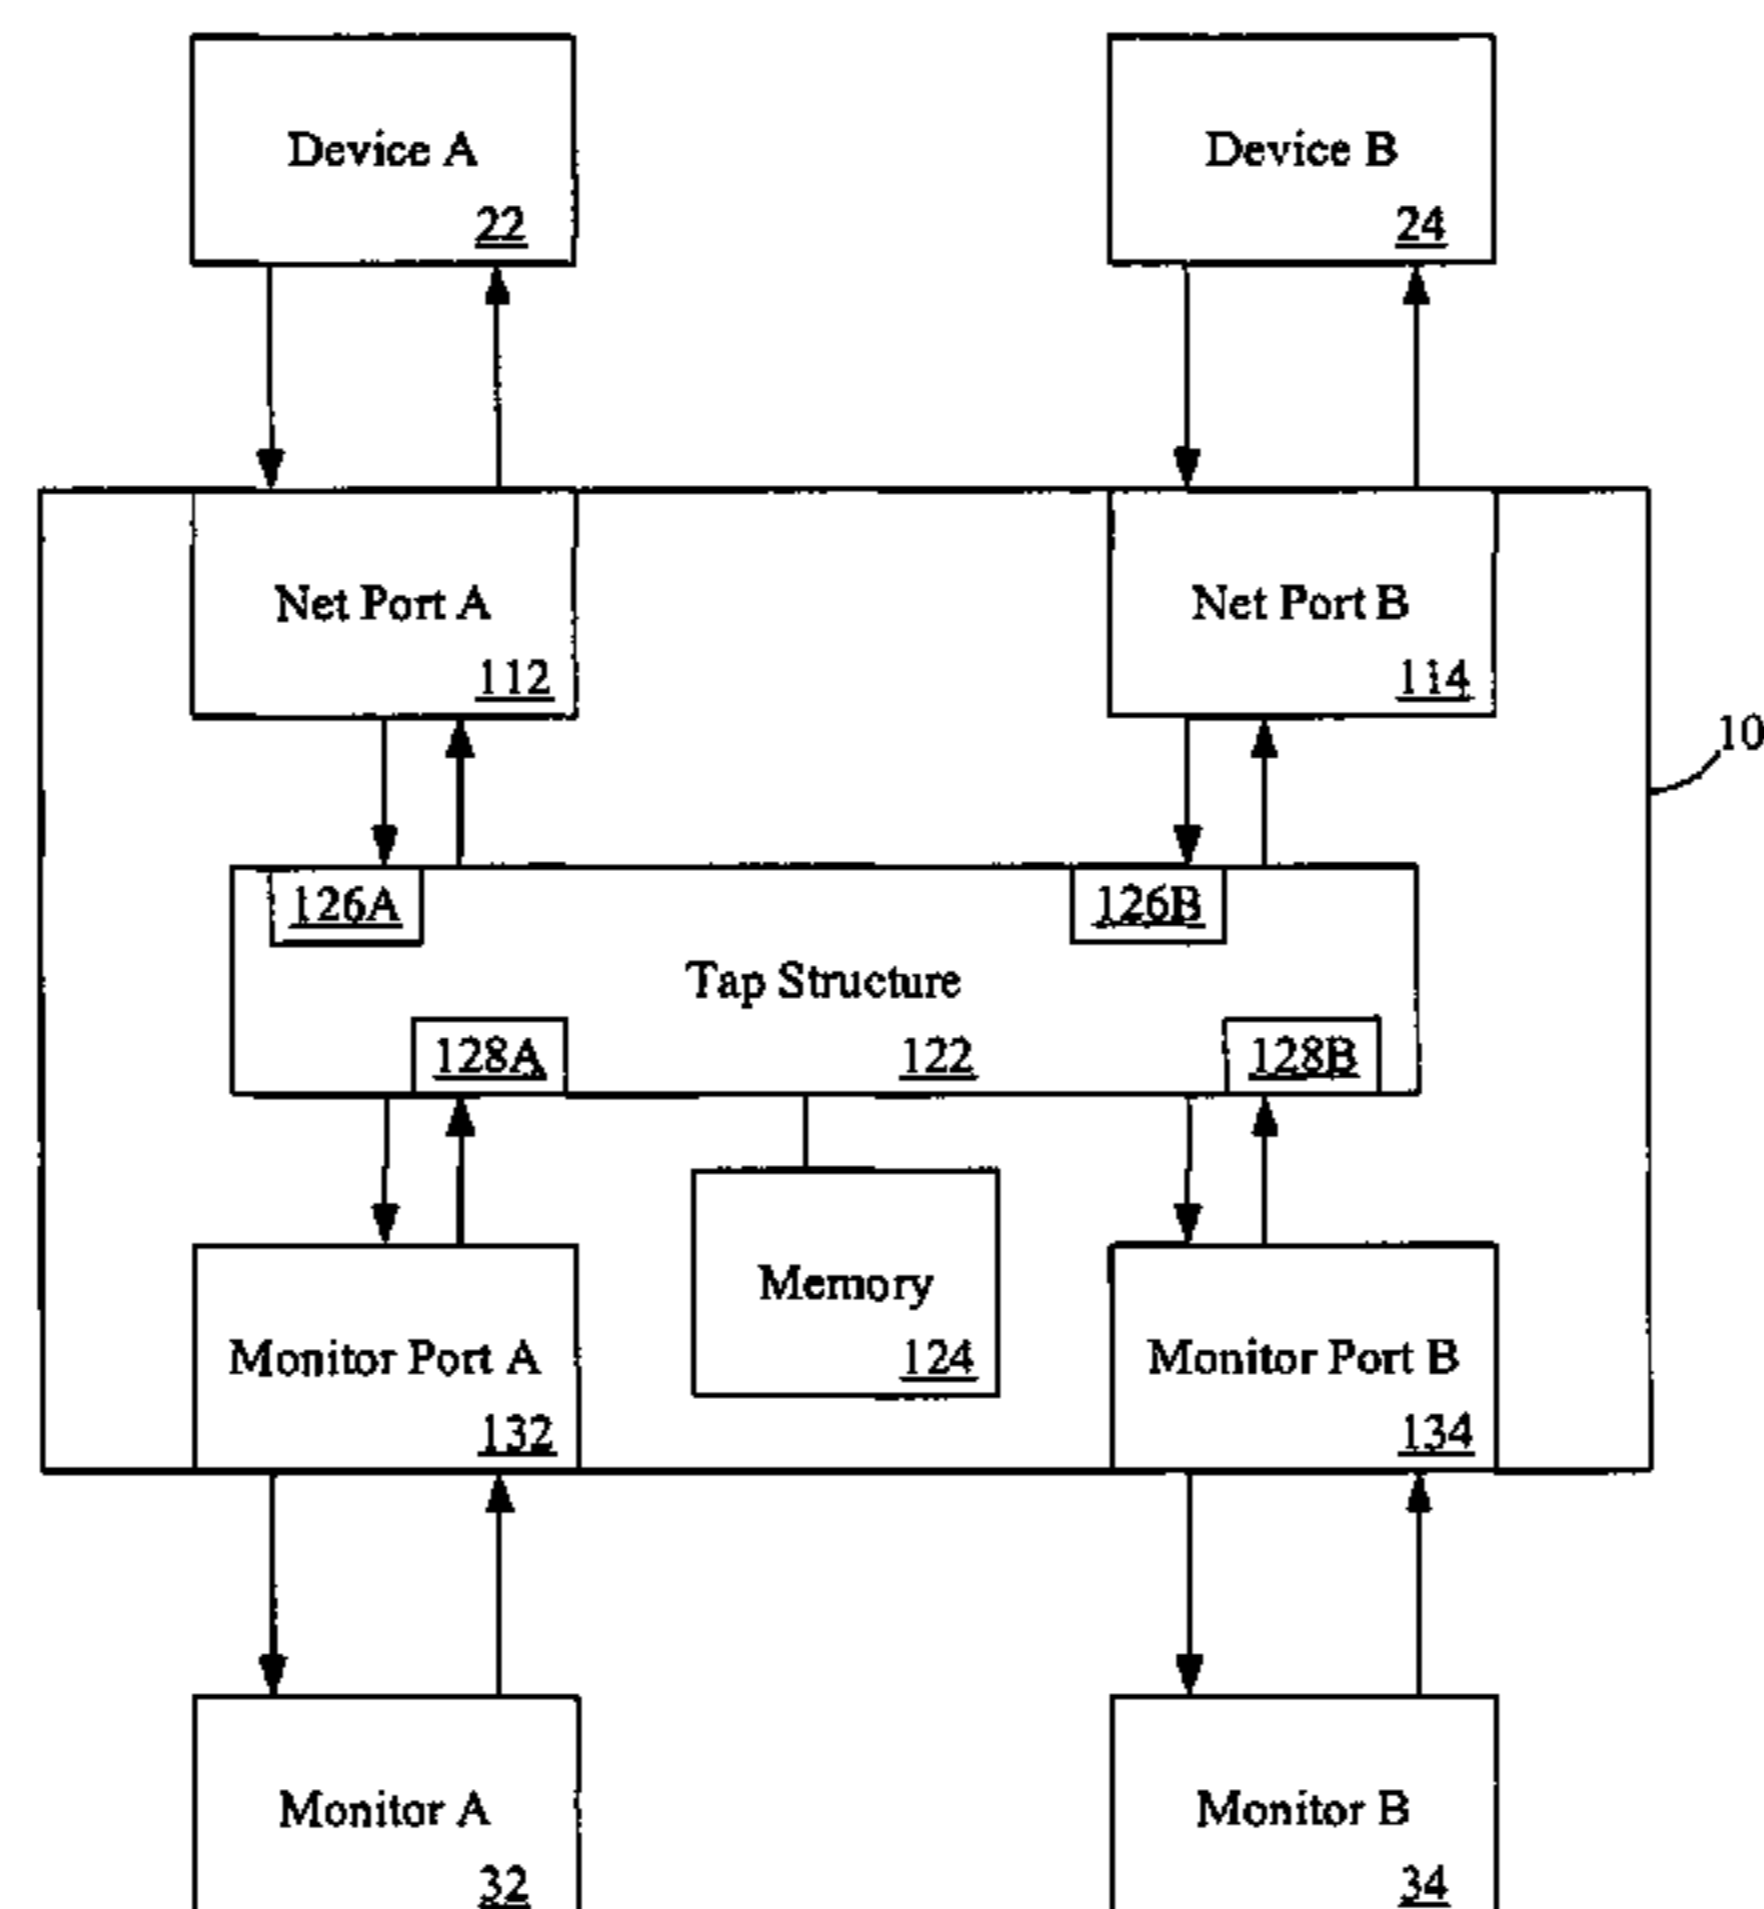 Device A
22
Device B
24
Net Port A
112
Net Port B
114
10
126A
126B
Tap Structure
122
128A
128B
Memory
124
Monitor Port A
132
Monitor Port B
134
Monitor A
32
Monitor B
34